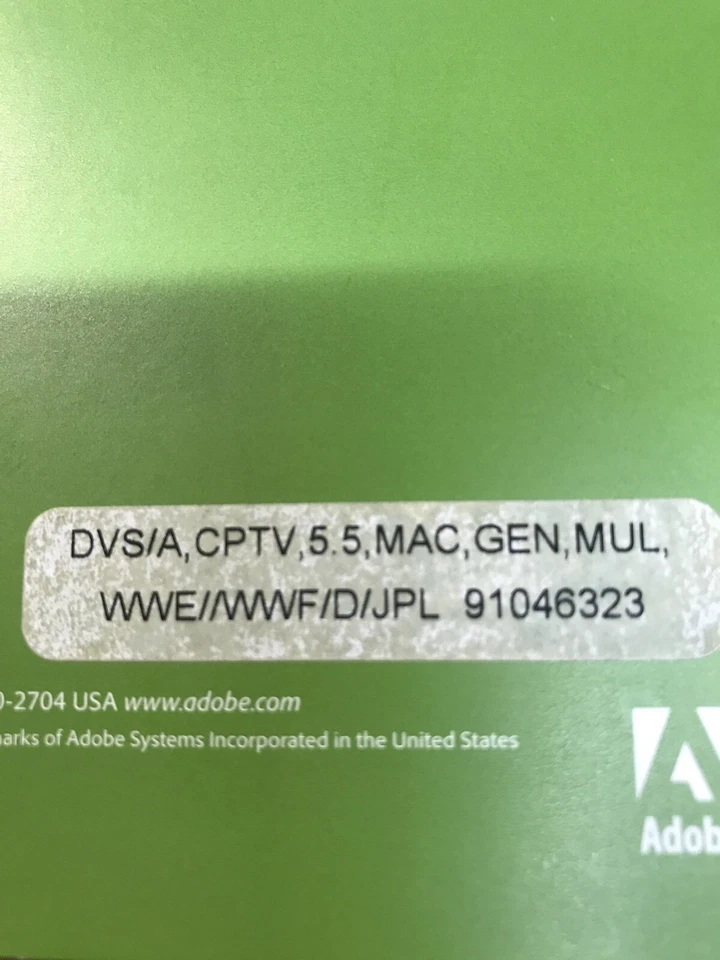 DVS/A,CPTV,5.5,MAC,GEN,MUL,
WWE//WWF/D/JPL 91046323
0-2704 USA www.adobe.com
arks of Adobe Systems Incorporated in the United States
Adob